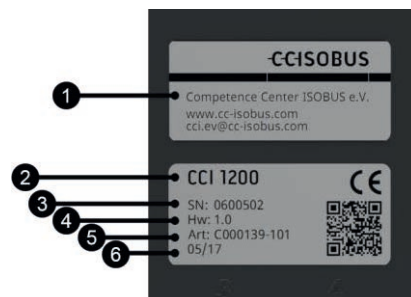 CCISOBUS
1 Competence Center ISOBUS e.V.
www.cc-isobus.com
cci.ev@cc-isobus.com
2 CCI 1200 CE
3 SN: 0600502
4 Hw: 1.0
5 Art: C000139-101
6 05/17